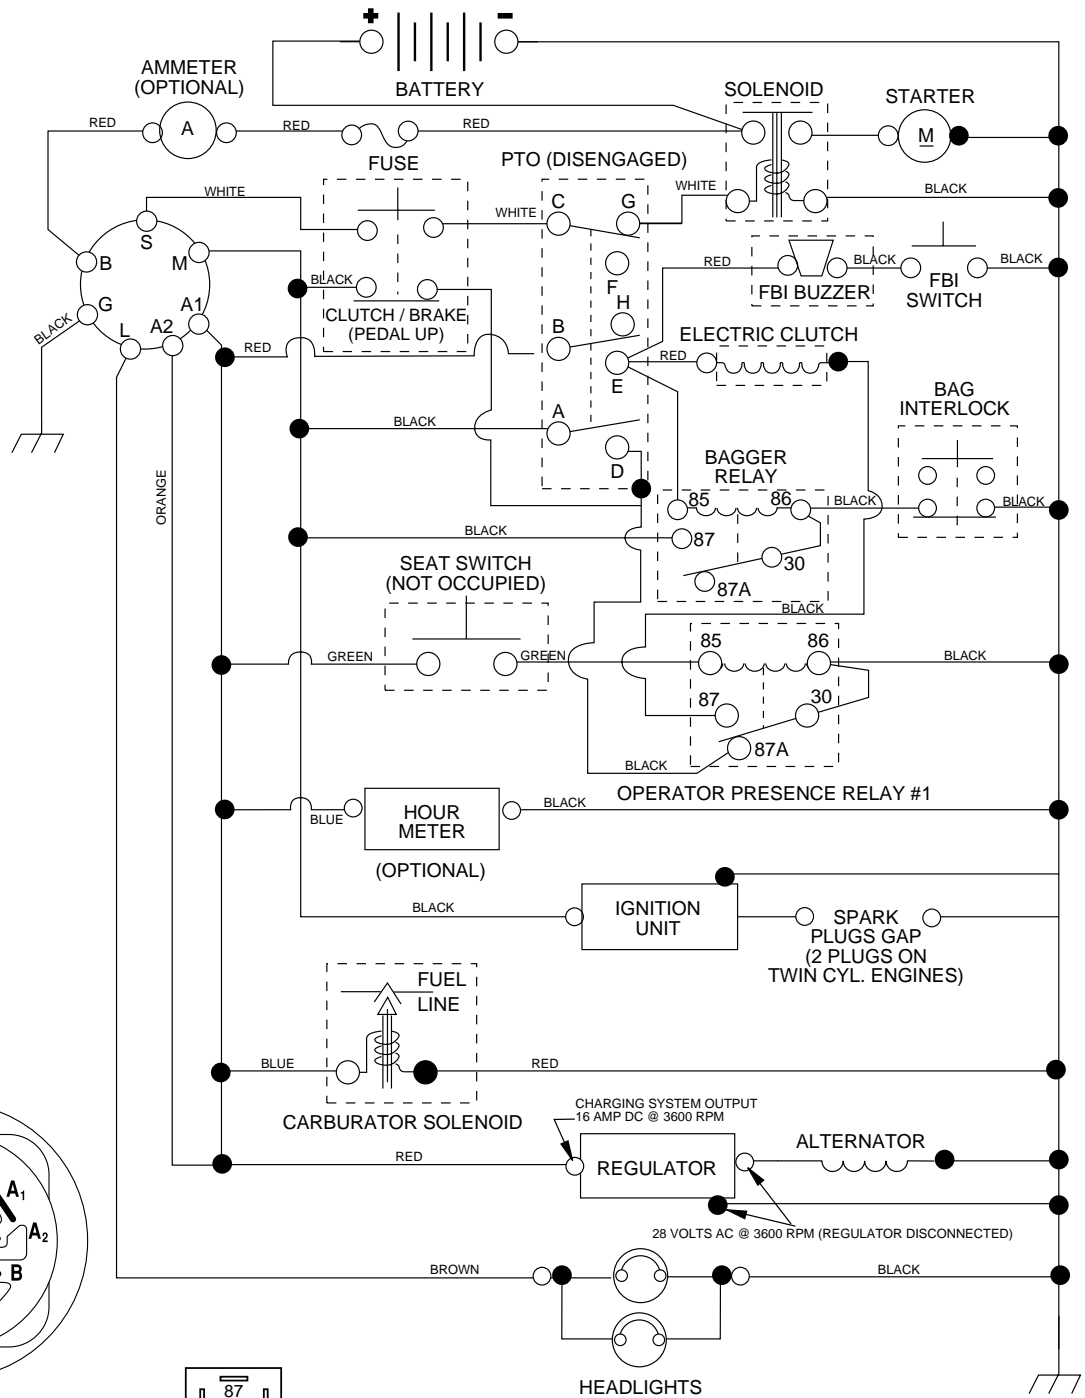 + -
BATTERY
AMMETER
(OPTIONAL)
A
RED
RED
RED
FUSE
SOLENOID
STARTER
M
PTO (DISENGAGED)
WHITE
WHITE
WHITE
BLACK
S
B
M
G
A1
A2
L
BLACK
BLACK
CLUTCH / BRAKE
(PEDAL UP)
C
G
F
H
B
E
A
D
RED
BLACK
BLACK
FBI BUZZER
FBI
SWITCH
RED
RED
ELECTRIC CLUTCH
BAG
INTERLOCK
BLACK
ORANGE
BAGGER
RELAY
85
86
BLACK
BLACK
87
30
87A
BLACK
SEAT SWITCH
(NOT OCCUPIED)
BLACK
GREEN
GREEN
85
86
BLACK
87
30
87A
BLACK
OPERATOR PRESENCE RELAY #1
BLUE
HOUR
METER
BLACK
(OPTIONAL)
BLACK
IGNITION
UNIT
SPARK
PLUGS GAP
(2 PLUGS ON
TWIN CYL. ENGINES)
FUEL
LINE
BLUE
RED
CARBURATOR SOLENOID
CHARGING SYSTEM OUTPUT
16 AMP DC @ 3600 RPM
RED
REGULATOR
ALTERNATOR
28 VOLTS AC @ 3600 RPM (REGULATOR DISCONNECTED)
A1
A2
B
BROWN
BLACK
HEADLIGHTS
87